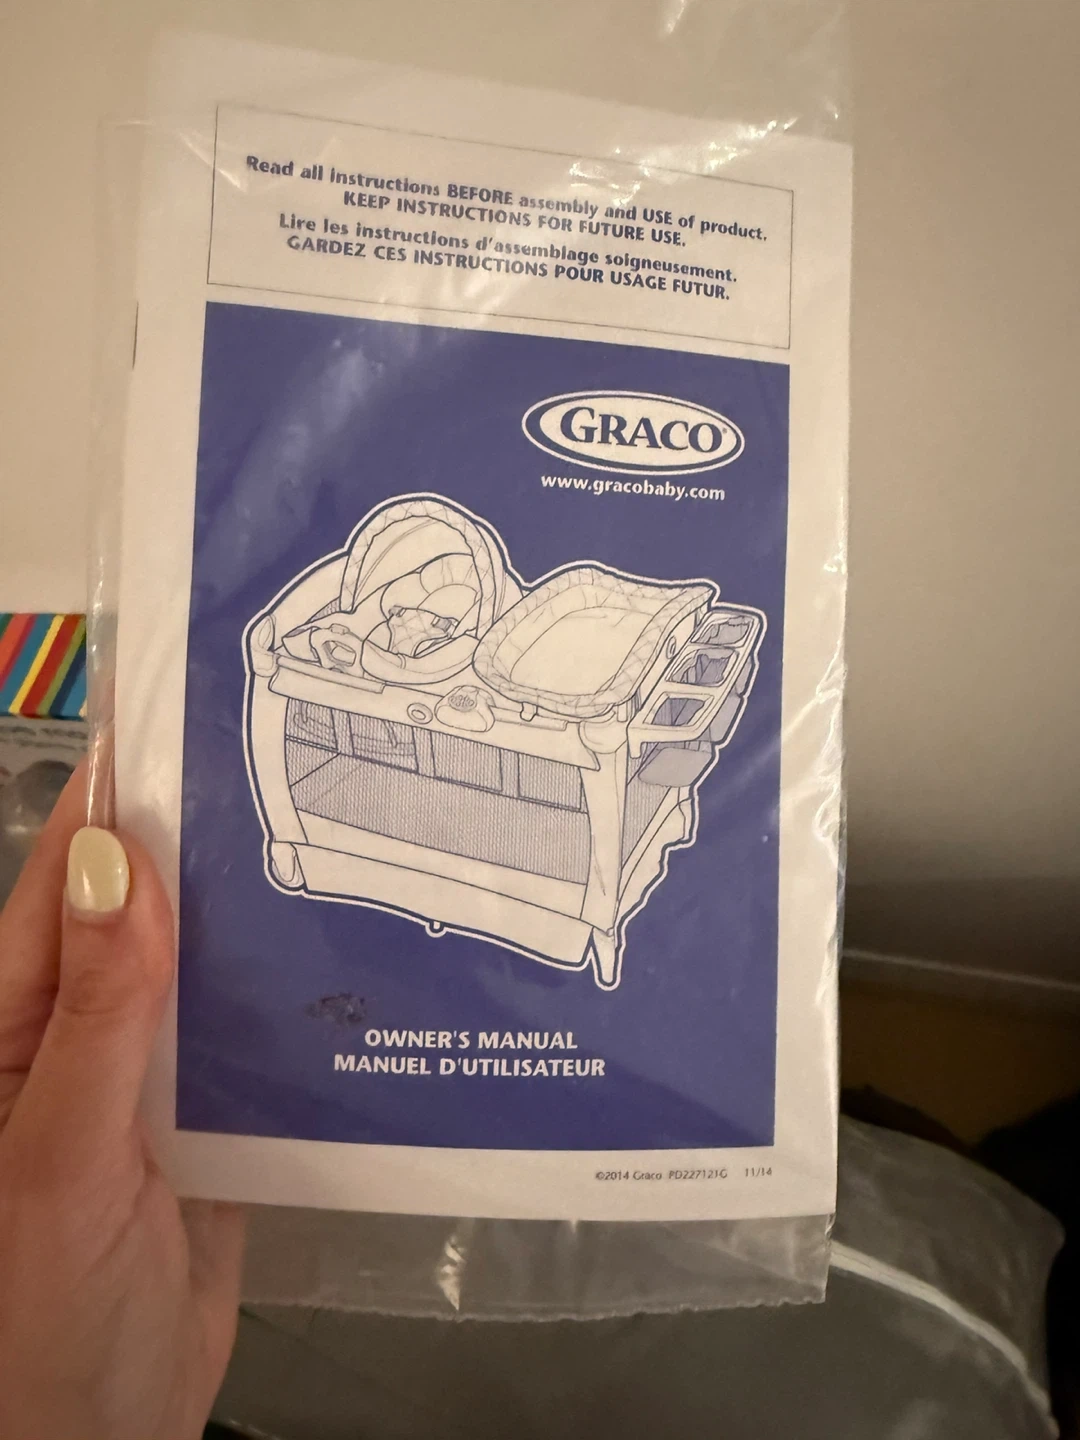 Read all instructions BEFORE assembly and USE of product.
KEEP INSTRUCTIONS FOR FUTURE USE.
Lire les instructions d'assemblage soigneusement.
GARDEZ CES INSTRUCTIONS POUR USAGE FUTUR.
GRACO®
www.gracobaby.com
OWNER'S MANUAL
MANUEL D'UTILISATEUR
©2014 Graco PD227121G 11/14